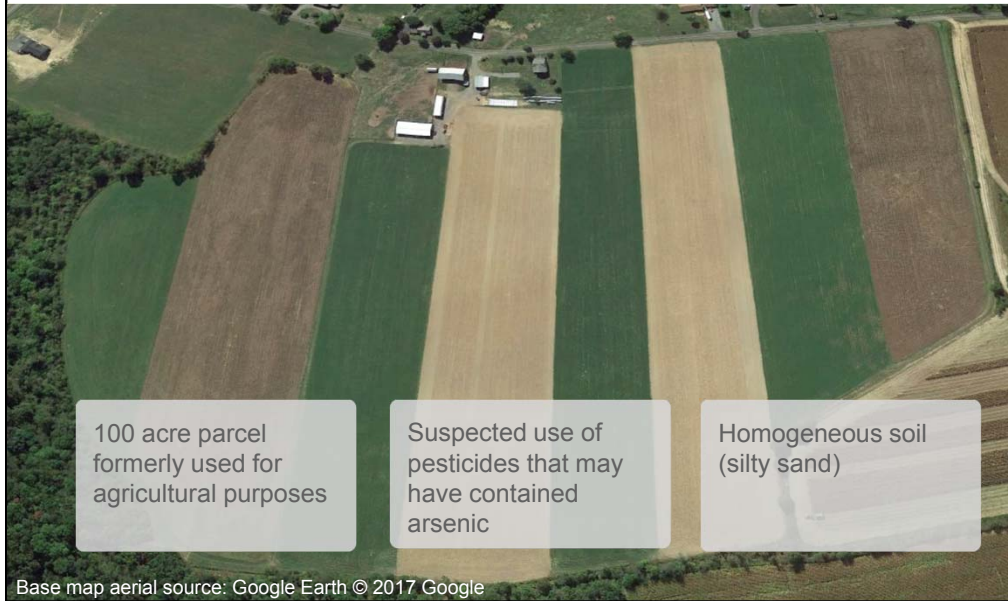 100 acre parcel
formerly used for
agricultural purposes
Suspected use of
pesticides that may
have contained
arsenic
Homogeneous soil
(silty sand)
Base map aerial source: Google Earth © 2017 Google